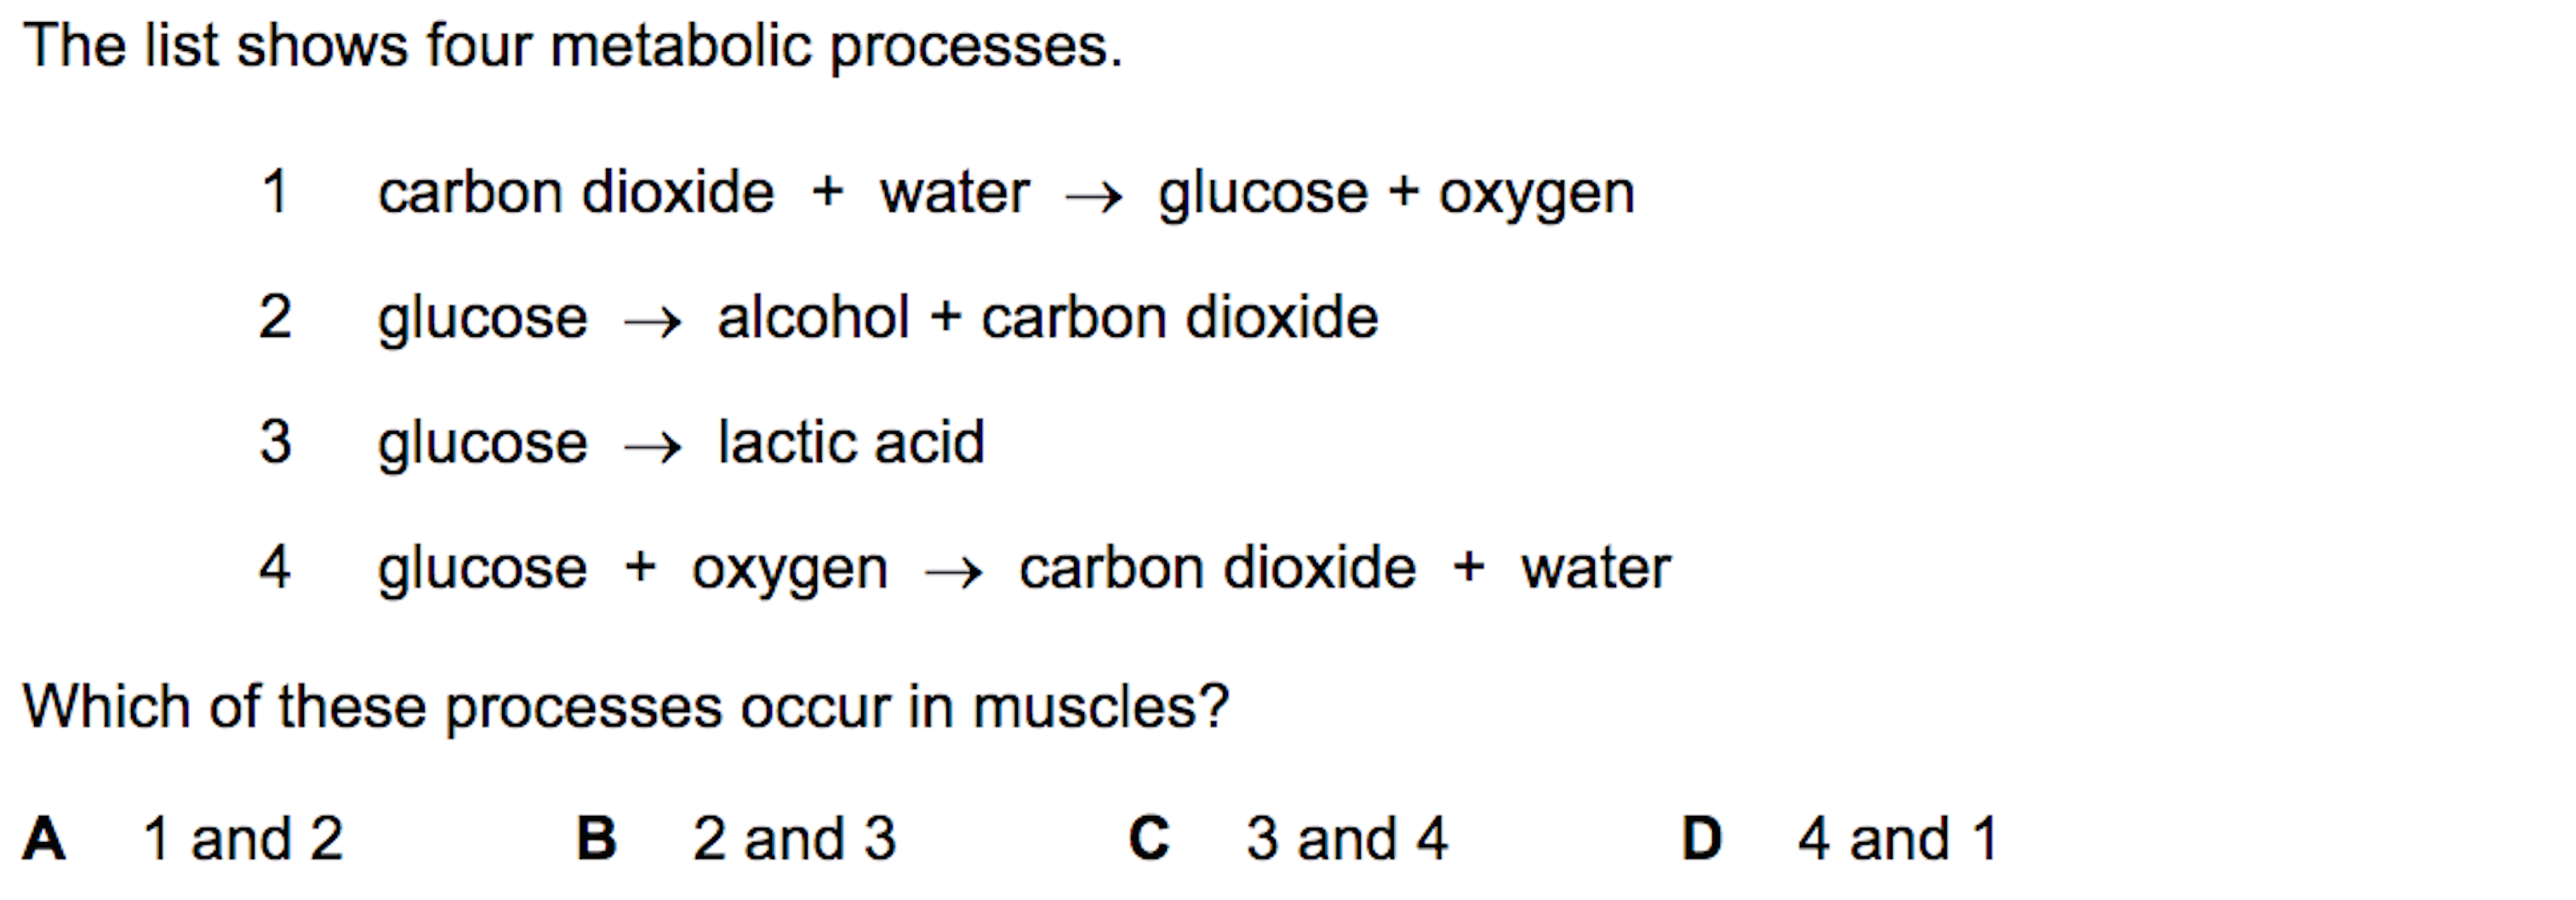 The list shows four metabolic processes.
1 carbon dioxide + water → glucose + oxygen
2 glucose → alcohol + carbon dioxide
3 glucose → lactic acid
4 glucose + oxygen → carbon dioxide + water
Which of these processes occur in muscles?
A 1 and 2 B 2 and 3 C 3 and 4 D 4 and 1